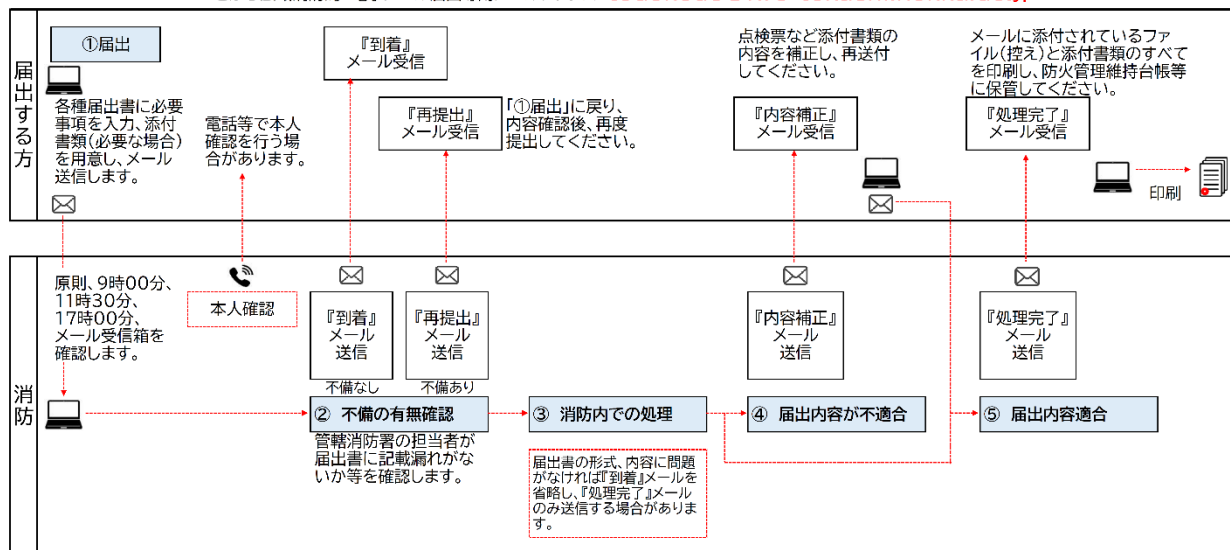 届出する方
①届出
各種届出書に必要
事項を入力、添付
書類(必要な場合)
を用意し、メール
送信します。
電話等で本人
確認を行う場
合があります。
『到着』
メール受信
『再提出』
メール受信
「①届出」に戻り、
内容確認後、再度
提出してください。
点検票など添付書類の
内容を補正し、再送付
してください。
『内容補正』
メール受信
メールに添付されているファ
イル(控え)と添付書類のすべて
を印刷し、防火管理維持台帳等
に保管してください。
『処理完了』
メール受信
印刷
消防
原則、9時00分、
11時30分、
17時00分、
メール受信箱を
確認します。
本人確認
『到着』
メール
送信
不備なし
『再提出』
メール
送信
不備あり
『内容補正』
メール
送信
『処理完了』
メール
送信
② 不備の有無確認
管轄消防署の担当者が
届出書に記載漏れがな
いか等を確認します。
③ 消防内での処理
届出書の形式、内容に問題
がなければ『到着』メールを
省略し、『処理完了』メール
のみ送信する場合がありま
す。
④ 届出内容が不適合
⑤ 届出内容適合